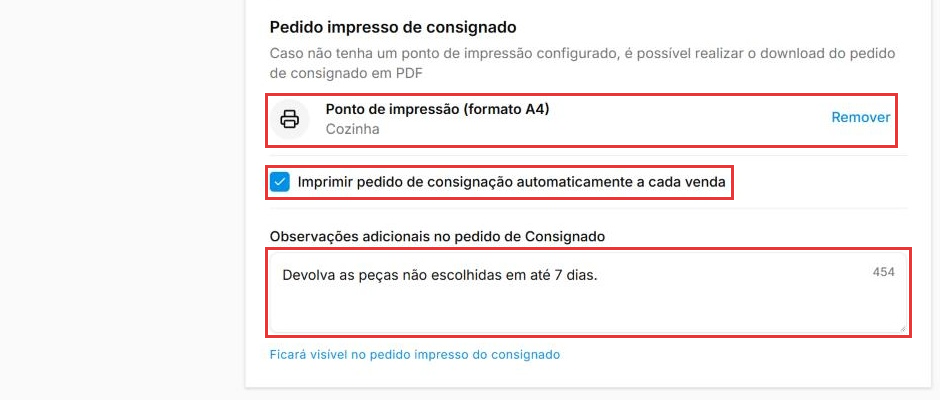 Pedido impresso de consignado
Caso não tenha um ponto de impressão configurado, é possível realizar o download do pedido
de consignado em PDF
Ponto de impressão (formato A4)
Cozinha
Remover
Imprimir pedido de consignação automaticamente a cada venda
Observações adicionais no pedido de Consignado
Devolva as peças não escolhidas em até 7 dias.
454
Ficará visível no pedido impresso do consignado